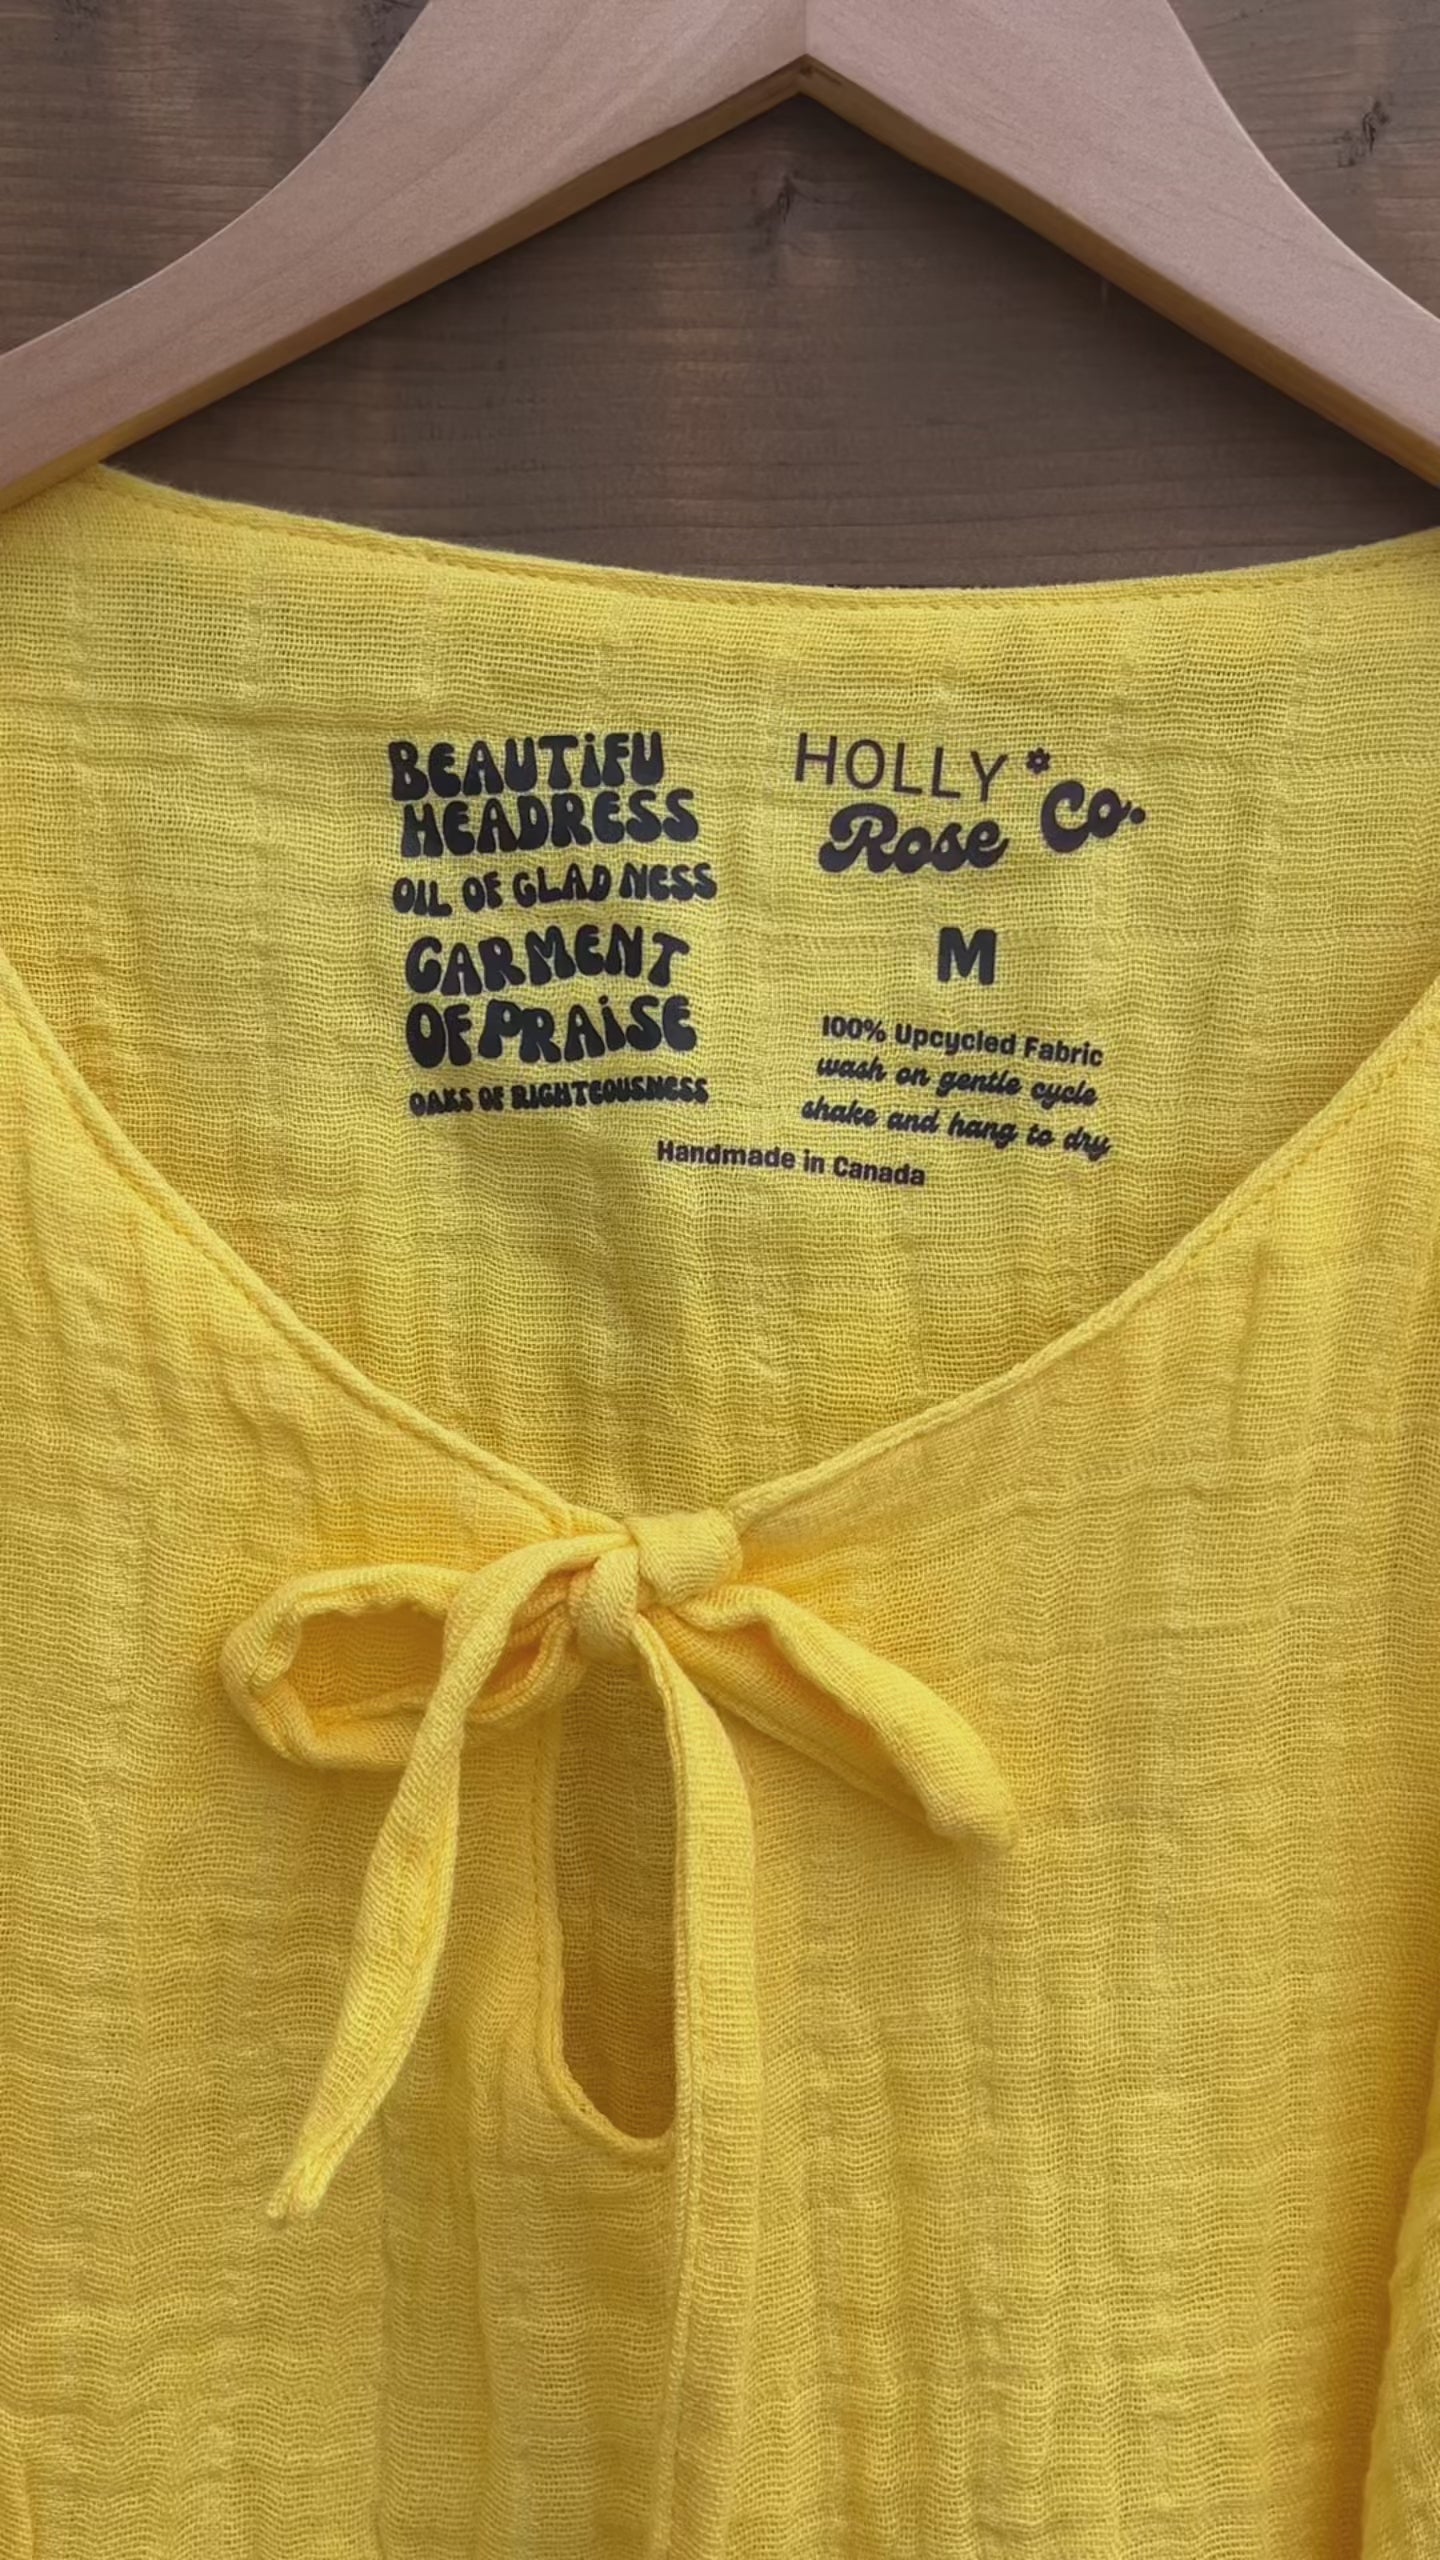 BEAUTiFU
HEADRESS
OIL OF GLAD NESS
GARMENT
OF PRAiSE
OAKS OF RIGHTEOUSNESS
HOLLY
Rose Co.
M
100% Upcycled Fabric
wash on gentle cycle
shake and hang to dry
Handmade in Canada